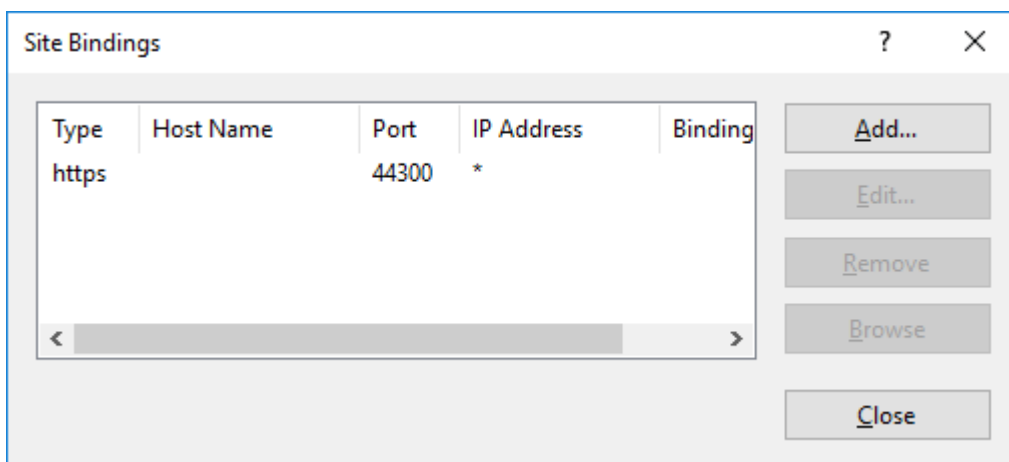 Site Bindings
?
Type Host Name Port IP Address Binding
https 44300 *
Add...
Edit...
Remove
Browse
Close